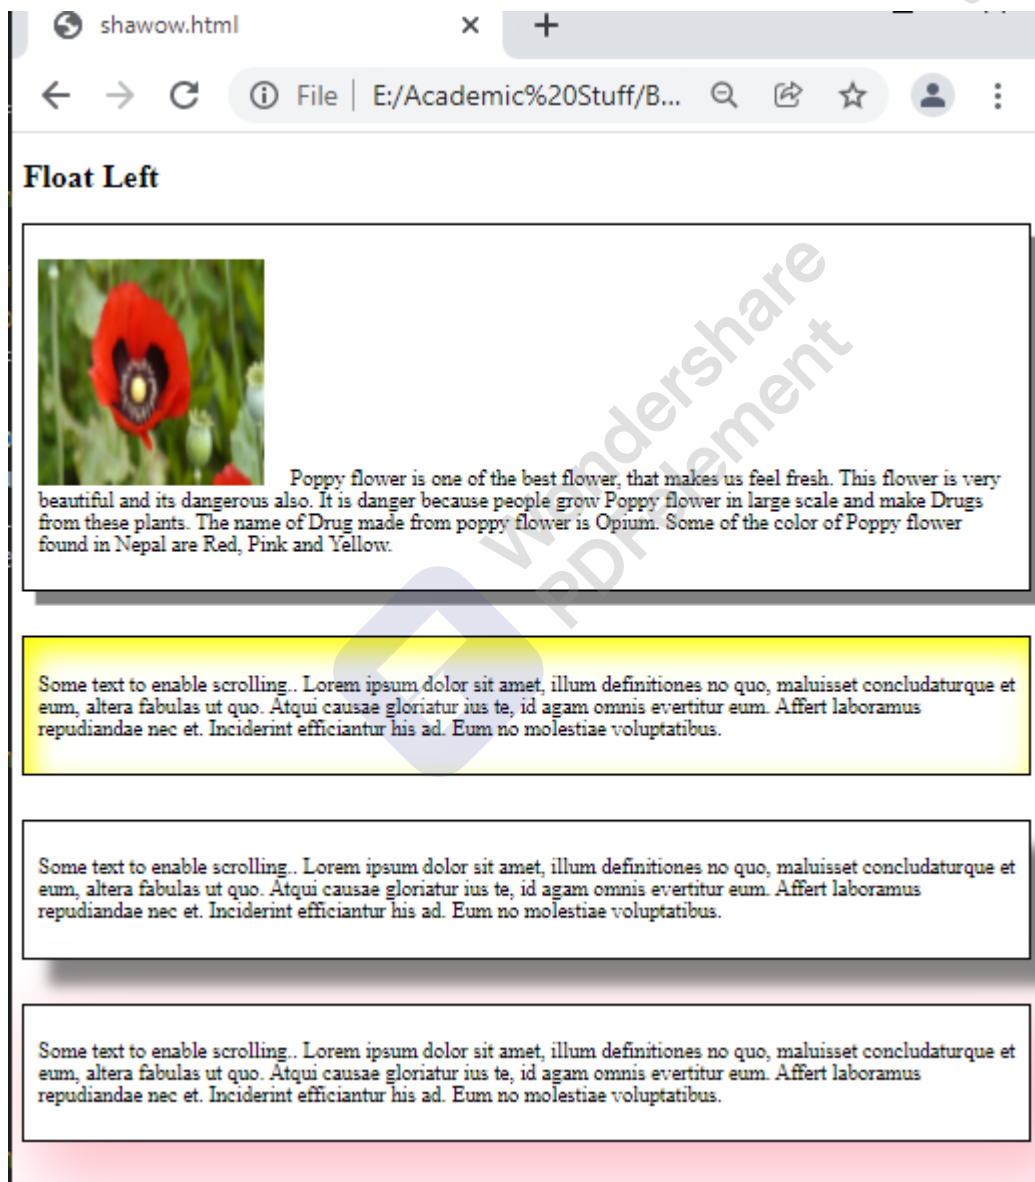 shawow.html
File | E:/Academic%20Stuff/B...
Float Left
Poppy flower is one of the best flower, that makes us feel fresh. This flower is very
beautiful and its dangerous also. It is danger because people grow Poppy flower in large scale and make Drugs
from these plants. The name of Drug made from poppy flower is Opium. Some of the color of Poppy flower
found in Nepal are Red, Pink and Yellow.
Wondershare
PDFelement
Some text to enable scrolling.. Lorem ipsum dolor sit amet, illum definitiones no quo, maluisset concludaturque et
eum, altera fabulas ut quo. Atqui causae gloriatur ius te, id agam omnis evertitur eum. Affert laboramus
repudiandae nec et. Inciderint efficiantur his ad. Eum no molestiae voluptatibus.
Some text to enable scrolling.. Lorem ipsum dolor sit amet, illum definitiones no quo, maluisset concludaturque et
eum, altera fabulas ut quo. Atqui causae gloriatur ius te, id agam omnis evertitur eum. Affert laboramus
repudiandae nec et. Inciderint efficiantur his ad. Eum no molestiae voluptatibus.
Some text to enable scrolling.. Lorem ipsum dolor sit amet, illum definitiones no quo, maluisset concludaturque et
eum, altera fabulas ut quo. Atqui causae gloriatur ius te, id agam omnis evertitur eum. Affert laboramus
repudiandae nec et. Inciderint efficiantur his ad. Eum no molestiae voluptatibus.